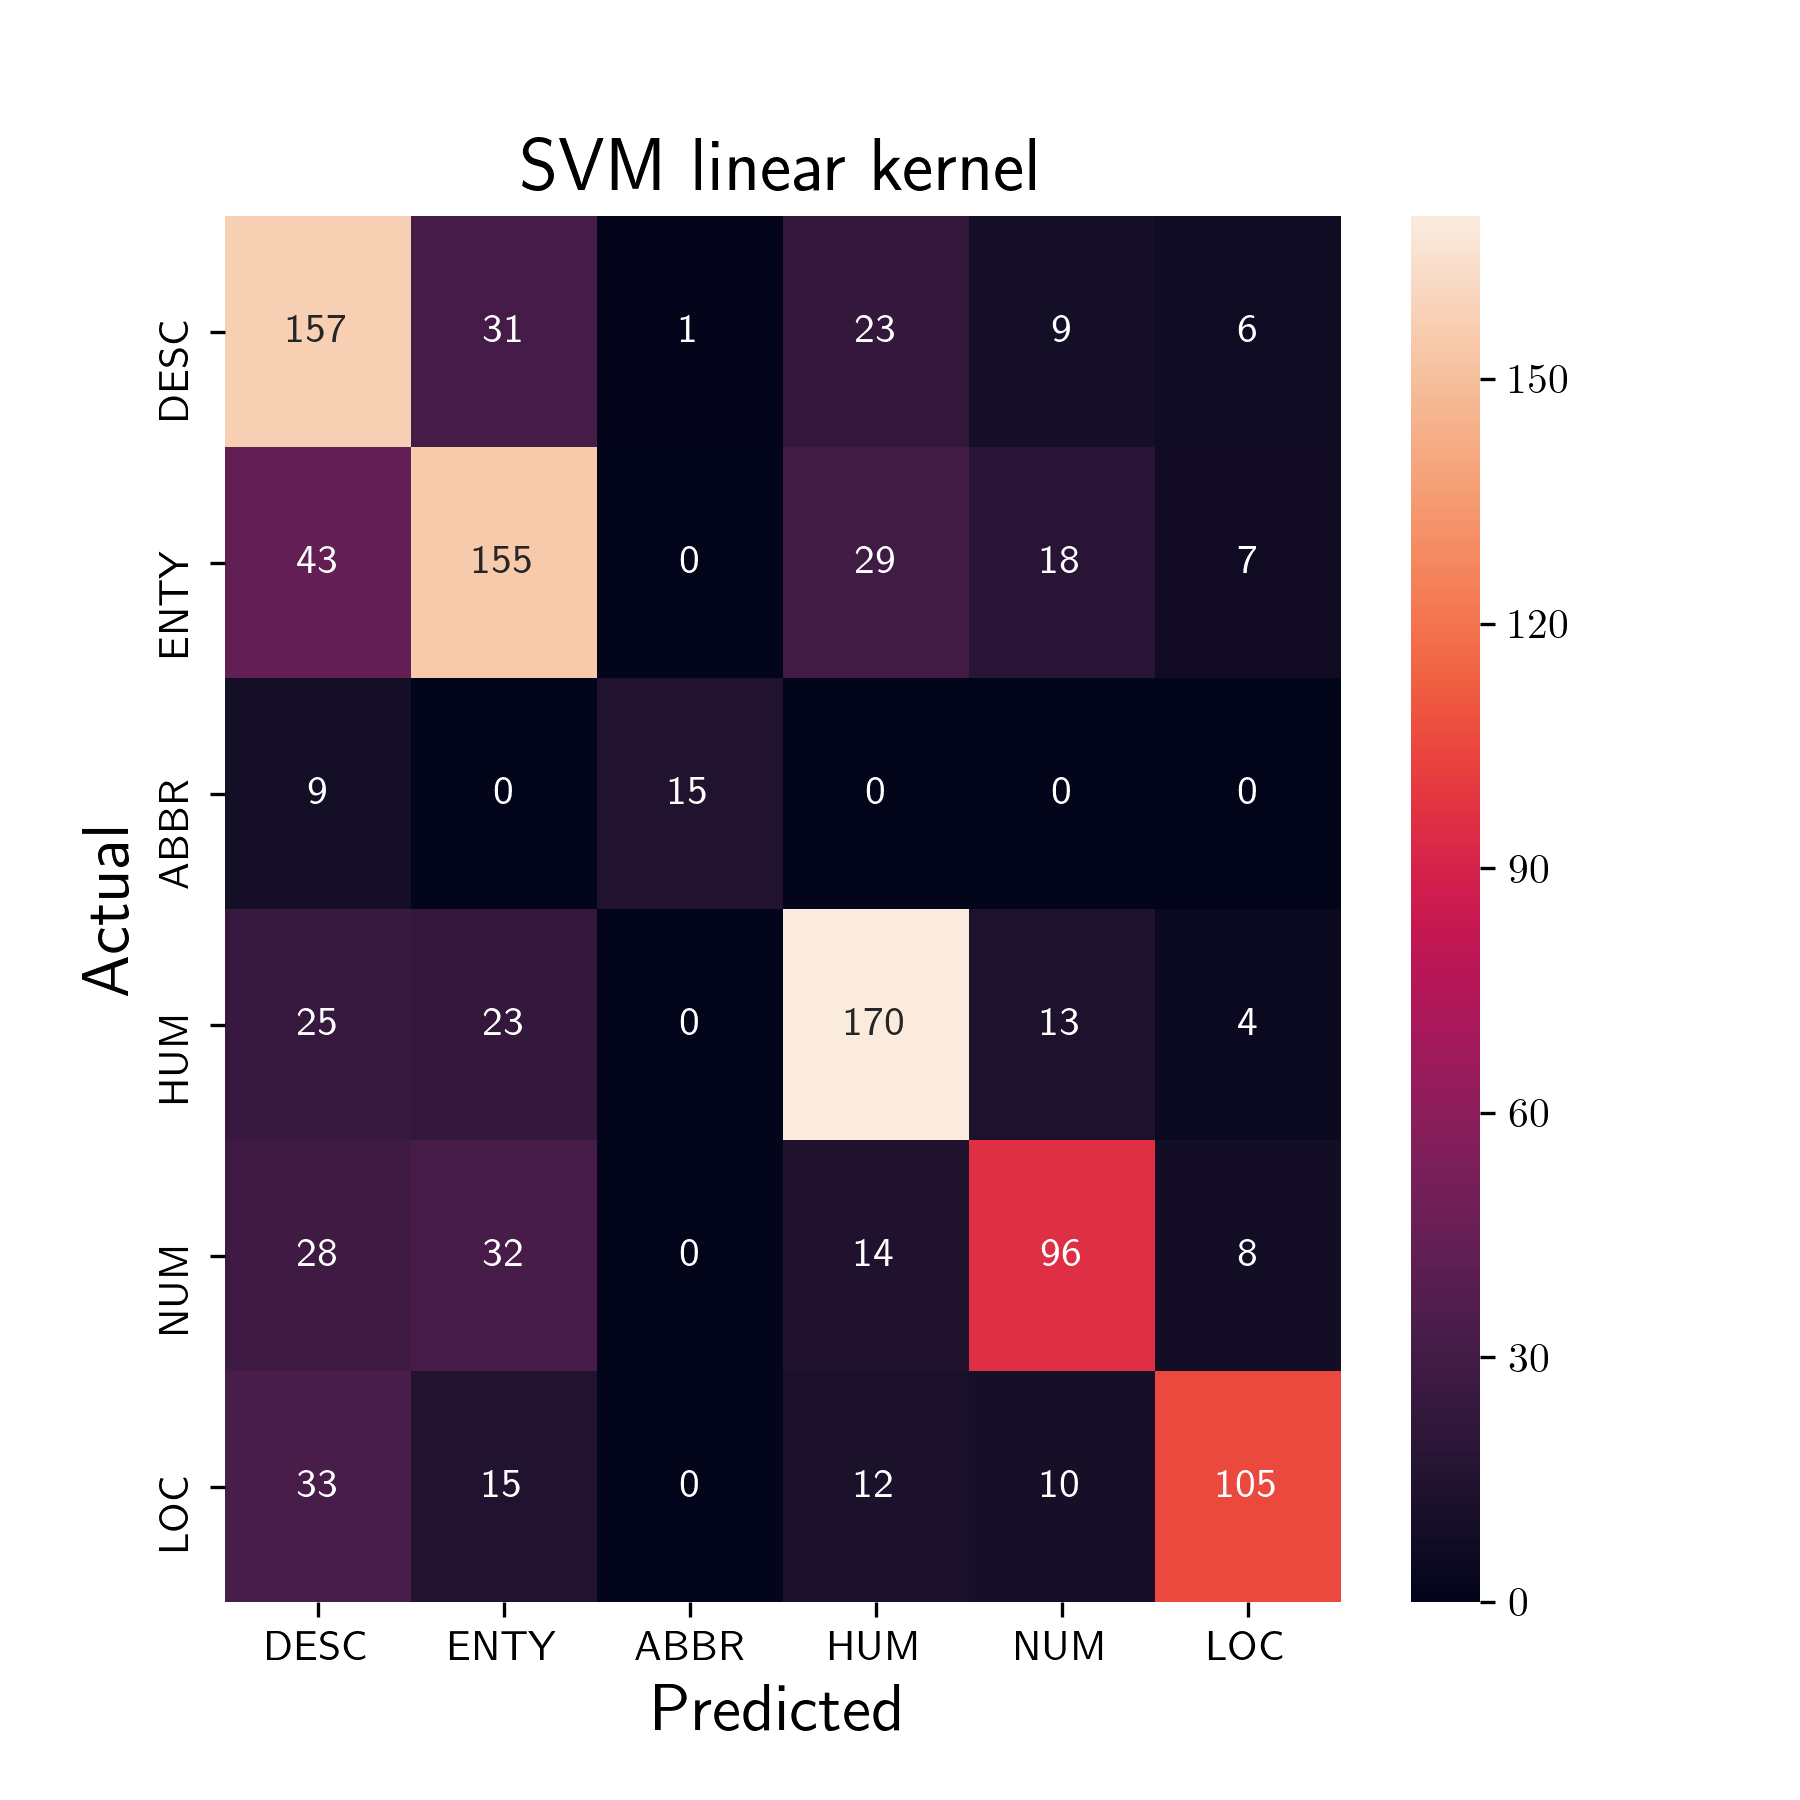 SVM linear kernel
DESC 157 31 1 23 9 6
ENTY 43 155 0 29 18 7
ABBR 9 0 15 0 0 0
HUM 25 23 0 170 13 4
NUM 28 32 0 14 96 8
LOC 33 15 0 12 10 105
DESC ENTY ABBR HUM NUM LOC
Predicted
Actual
150
120
90
60
30
0